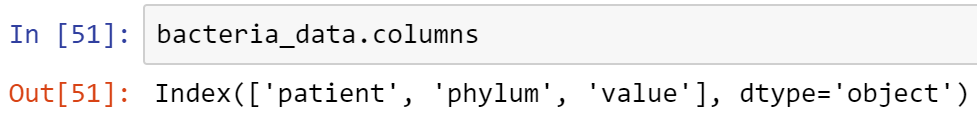 In [51]: bacteria_data.columns
Out[51]: Index(['patient', 'phylum', 'value'], dtype='object')